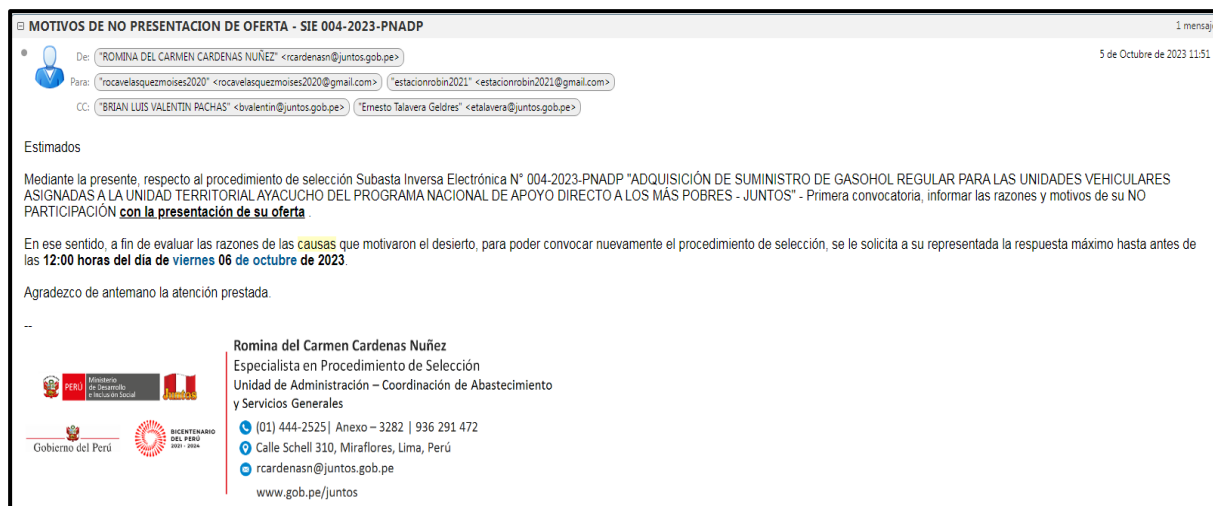 MOTIVOS DE NO PRESENTACION DE OFERTA - SIE 004-2023-PNADP
1 mensaj
De: "ROMINA DEL CARMEN CARDENAS NUÑEZ" <rcardenasn@juntos.gob.pe>
5 de Octubre de 2023 11:51
Para: "rocavelasquezmoises2020" <rocavelasquezmoises2020@gmail.com> "estacionrobin2021" <estacionrobin2021@gmail.com>
CC: "BRIAN LUIS VALENTIN PACHAS" <bvalentin@juntos.gob.pe> "Ernesto Talavera Geldres" <etalavera@juntos.gob.pe>
Estimados
Mediante la presente, respecto al procedimiento de selección Subasta Inversa Electrónica N° 004-2023-PNADP "ADQUISICIÓN DE SUMINISTRO DE GASOHOL REGULAR PARA LAS UNIDADES VEHICULARES
ASIGNADAS A LA UNIDAD TERRITORIAL AYACUCHO DEL PROGRAMA NACIONAL DE APOYO DIRECTO A LOS MÁS POBRES - JUNTOS" - Primera convocatoria, informar las razones y motivos de su NO
PARTICIPACIÓN con la presentación de su oferta .
En ese sentido, a fin de evaluar las razones de las causas que motivaron el desierto, para poder convocar nuevamente el procedimiento de selección, se le solicita a su representada la respuesta máximo hasta antes de
las 12:00 horas del día de viernes 06 de octubre de 2023.
Agradezco de antemano la atención prestada.
--
Romina del Carmen Cardenas Nuñez
Especialista en Procedimiento de Selección
Unidad de Administración – Coordinación de Abastecimiento
y Servicios Generales
(01) 444-2525| Anexo – 3282 | 936 291 472
Calle Schell 310, Miraflores, Lima, Perú
rcardenasn@juntos.gob.pe
www.gob.pe/juntos
PERÚ
Ministerio
de Desarrollo
e Inclusión Social
Juntos
Gobierno del Perú
BICENTENARIO
DEL PERÚ
2021 - 2024